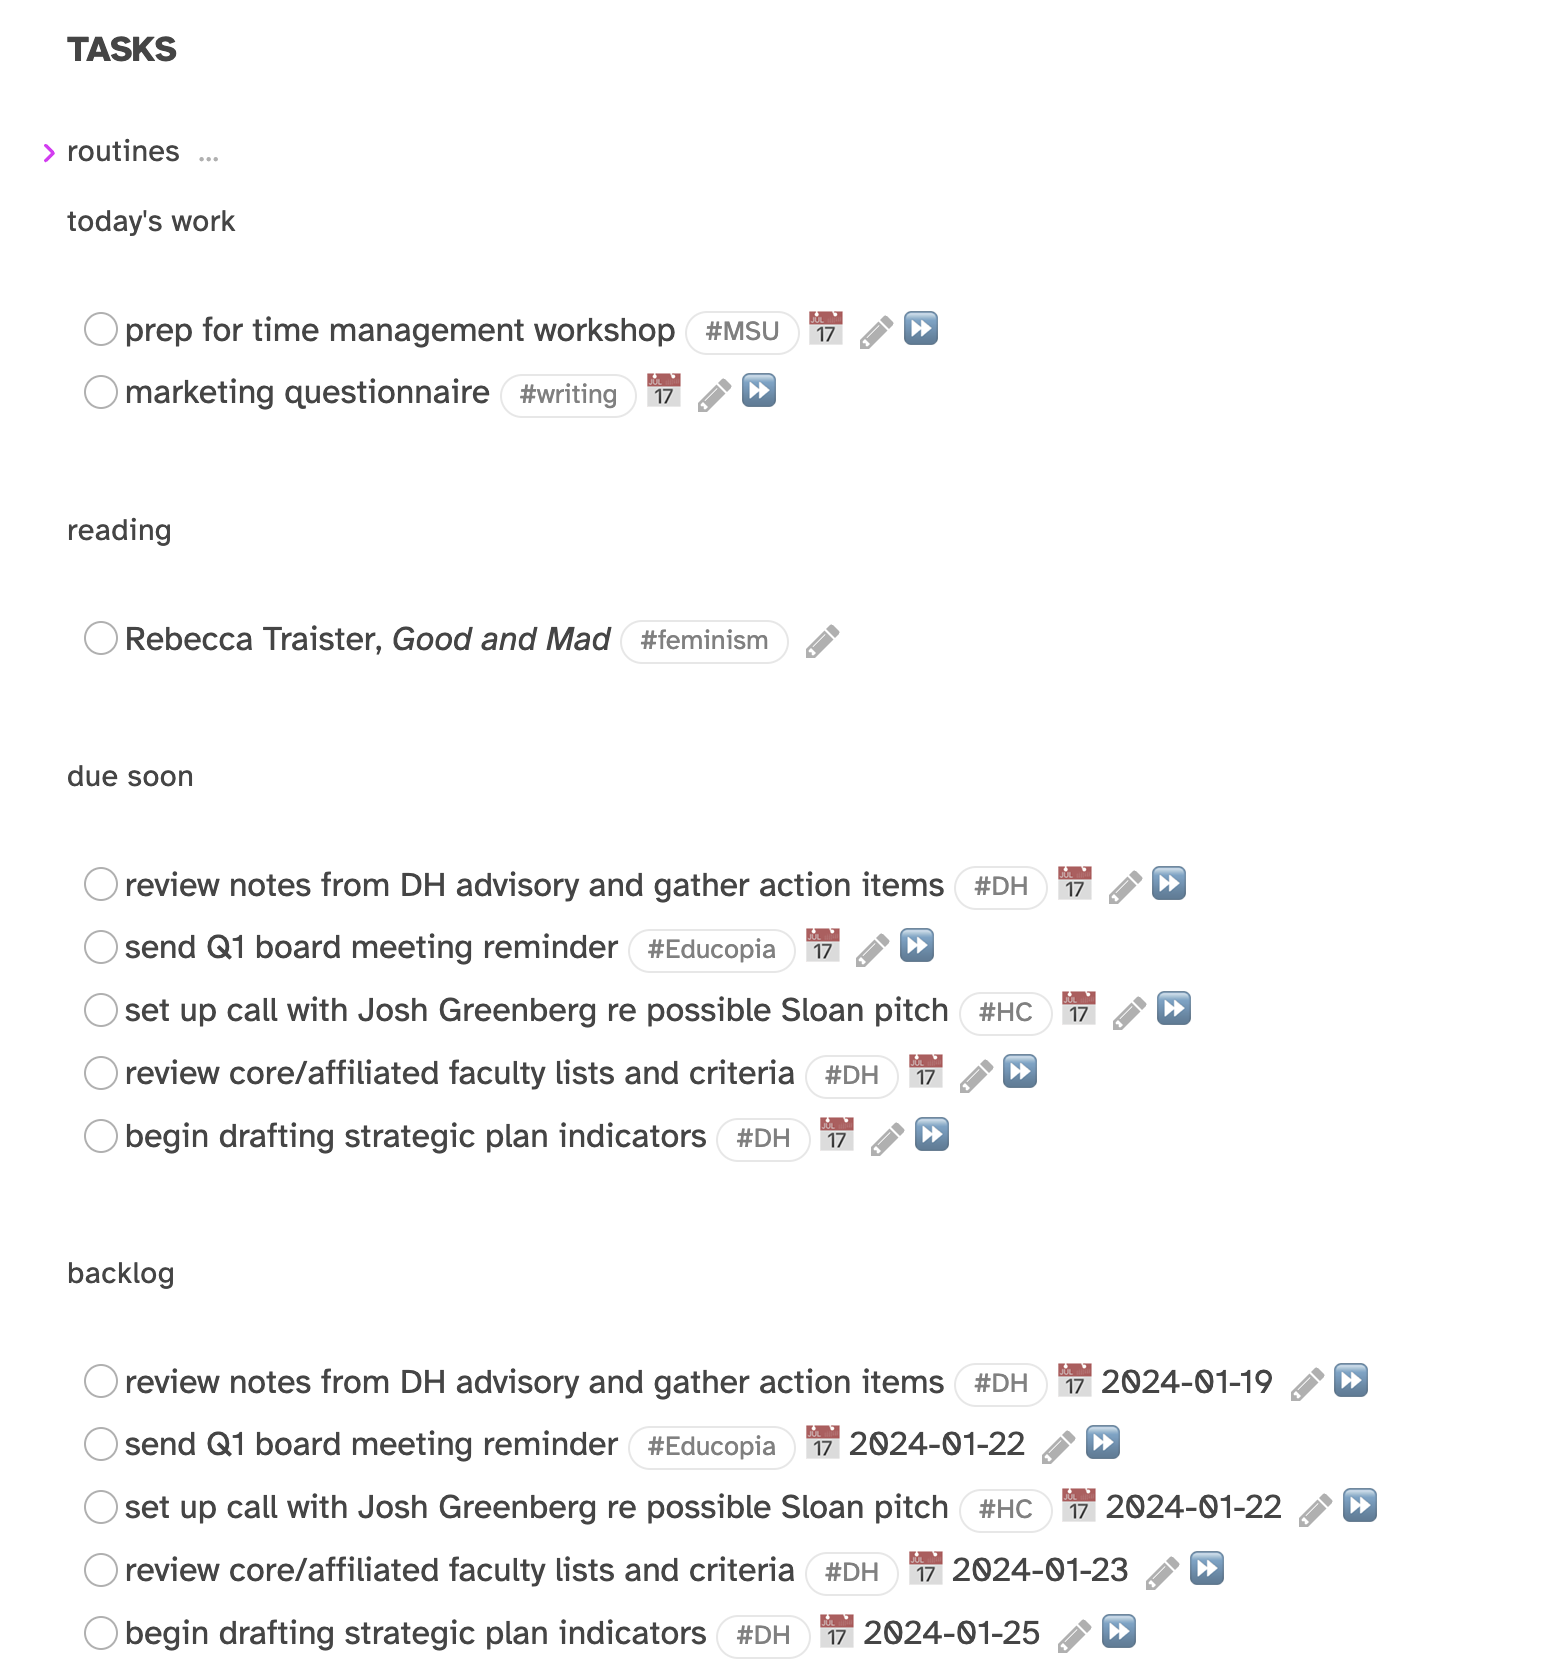 TASKS
routines ...
today's work
prep for time management workshop #MSU 📅 ✏️ ⏩
marketing questionnaire #writing 📅 ✏️ ⏩
reading
Rebecca Traister, Good and Mad #feminism ✏️
due soon
review notes from DH advisory and gather action items #DH 📅 ✏️ ⏩
send Q1 board meeting reminder #Educopia 📅 ✏️ ⏩
set up call with Josh Greenberg re possible Sloan pitch #HC 📅 ✏️ ⏩
review core/affiliated faculty lists and criteria #DH 📅 ✏️ ⏩
begin drafting strategic plan indicators #DH 📅 ✏️ ⏩
backlog
review notes from DH advisory and gather action items #DH 📅 2024-01-19 ✏️ ⏩
send Q1 board meeting reminder #Educopia 📅 2024-01-22 ✏️ ⏩
set up call with Josh Greenberg re possible Sloan pitch #HC 📅 2024-01-22 ✏️ ⏩
review core/affiliated faculty lists and criteria #DH 📅 2024-01-23 ✏️ ⏩
begin drafting strategic plan indicators #DH 📅 2024-01-25 ✏️ ⏩